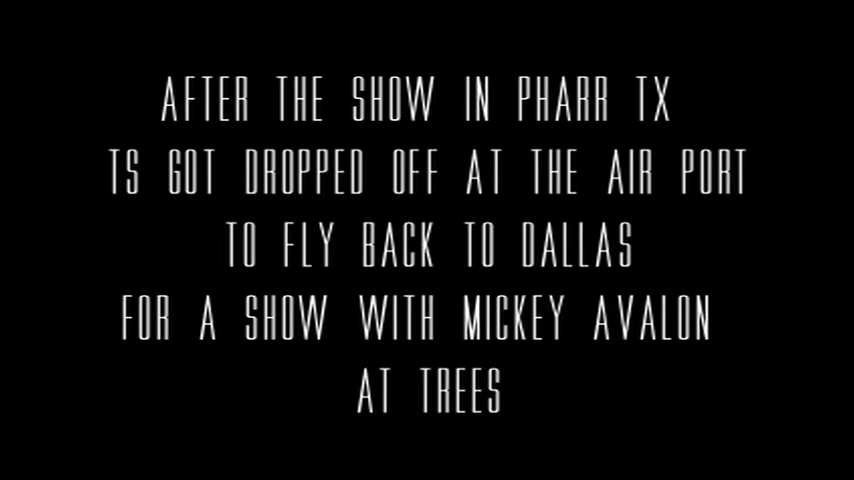 AFTER THE SHOW IN PHARR TX
TS GOT DROPPED OFF AT THE AIR PORT
TO FLY BACK TO DALLAS
FOR A SHOW WITH MICKEY AVALON
AT TREES